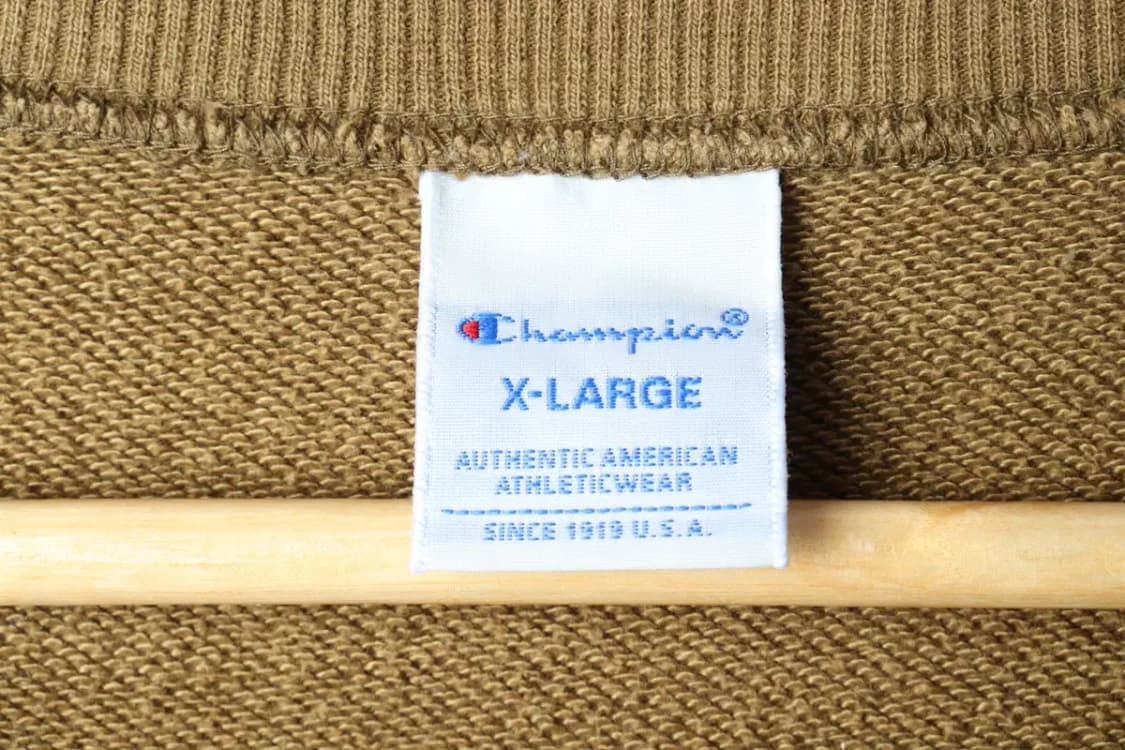 Champion®
X-LARGE
AUTHENTIC AMERICAN
ATHLETICWEAR
SINCE 1919 U.S.A.